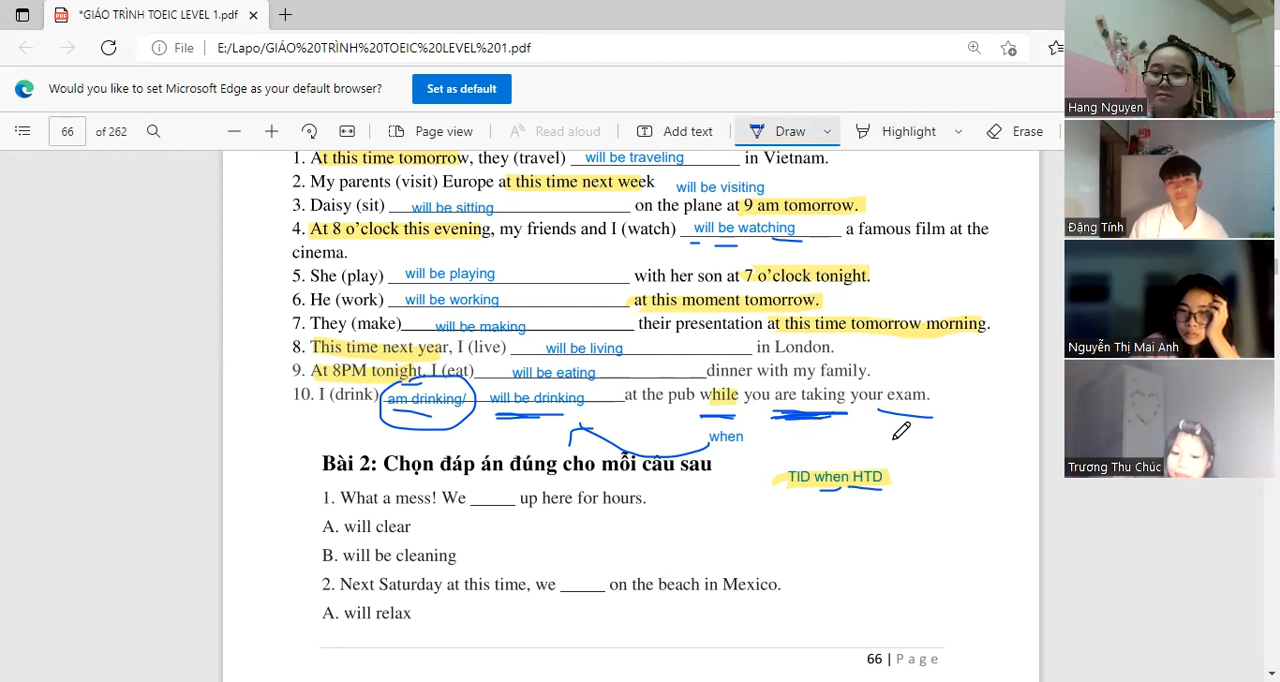 *GIÁO TRÌNH TOEIC LEVEL 1.pdf
File E:/Lapo/GIÁO%20TRÌNH%20TOEIC%20LEVEL%201.pdf
Would you like to set Microsoft Edge as your default browser? Set as default
66 of 262 Page view Read aloud Add text Draw Highlight Erase
1. At this time tomorrow, they (travel) will be traveling in Vietnam.
2. My parents (visit) Europe at this time next week will be visiting
3. Daisy (sit) will be sitting on the plane at 9 am tomorrow.
4. At 8 o’clock this evening, my friends and I (watch) will be watching a famous film at the
cinema.
5. She (play) will be playing with her son at 7 o’clock tonight.
6. He (work) will be working at this moment tomorrow.
7. They (make) will be making their presentation at this time tomorrow morning.
8. This time next year, I (live) will be living in London.
9. At 8PM tonight, I (eat) will be eating dinner with my family.
10. I (drink) am drinking/ will be drinking at the pub while you are taking your exam.
when
Bài 2: Chọn đáp án đúng cho mỗi câu sau
TID when HTD
1. What a mess! We _____ up here for hours.
A. will clear
B. will be cleaning
2. Next Saturday at this time, we _____ on the beach in Mexico.
A. will relax
66 | Page
Hang Nguyen
Đặng Tính
Nguyễn Thị Mai Anh
Trương Thu Chúc